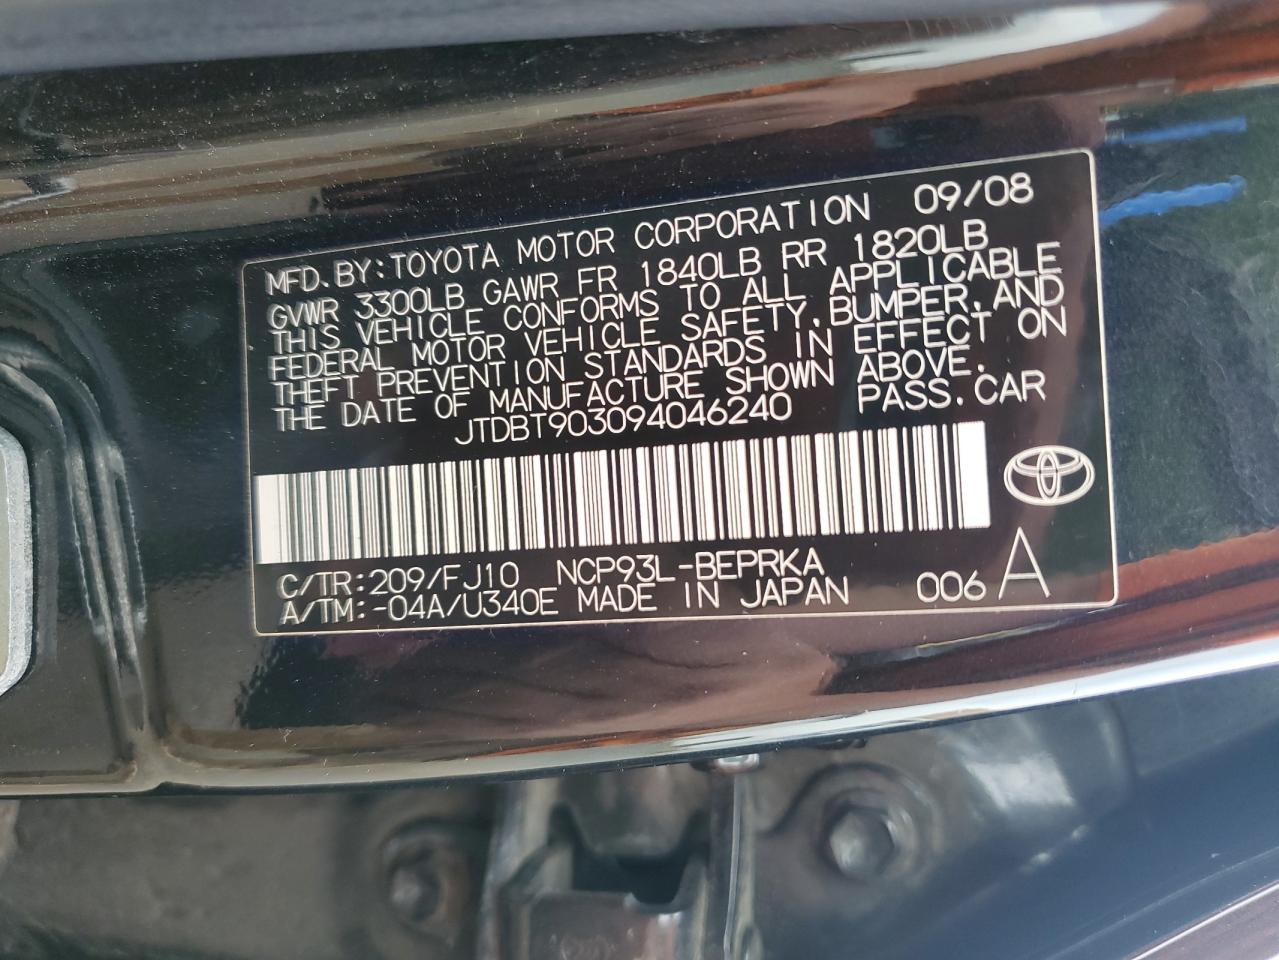 MFD.BY:TOYOTA MOTOR CORPORATION 09/08
GVWR 3300LB GAWR FR 1840LB RR 1820LB
THIS VEHICLE CONFORMS TO ALL APPLICABLE
FEDERAL MOTOR VEHICLE SAFETY,BUMPER,AND
THEFT PREVENTION STANDARDS IN EFFECT ON
THE DATE OF MANUFACTURE SHOWN ABOVE.
JTDBT903094046240 PASS.CAR
C/TR:209/FJ10 NCP93L-BEPRKA
A/TM:-04A/U340E MADE IN JAPAN 006 A